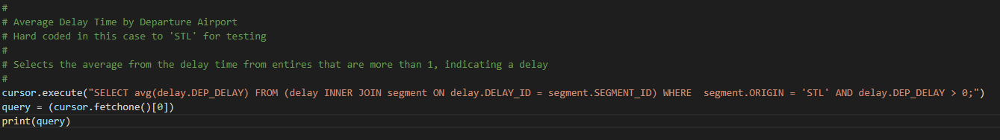 #
# Average Delay Time by Departure Airport
# Hard coded in this case to 'STL' for testing
#
# Selects the average from the delay time from entires that are more than 1, indicating a delay
#
cursor.execute("SELECT avg(delay.DEP_DELAY) FROM (delay INNER JOIN segment ON delay.DELAY_ID = segment.SEGMENT_ID) WHERE  segment.ORIGIN = 'STL' AND delay.DEP_DELAY > 0;")
query = (cursor.fetchone()[0])
print(query)